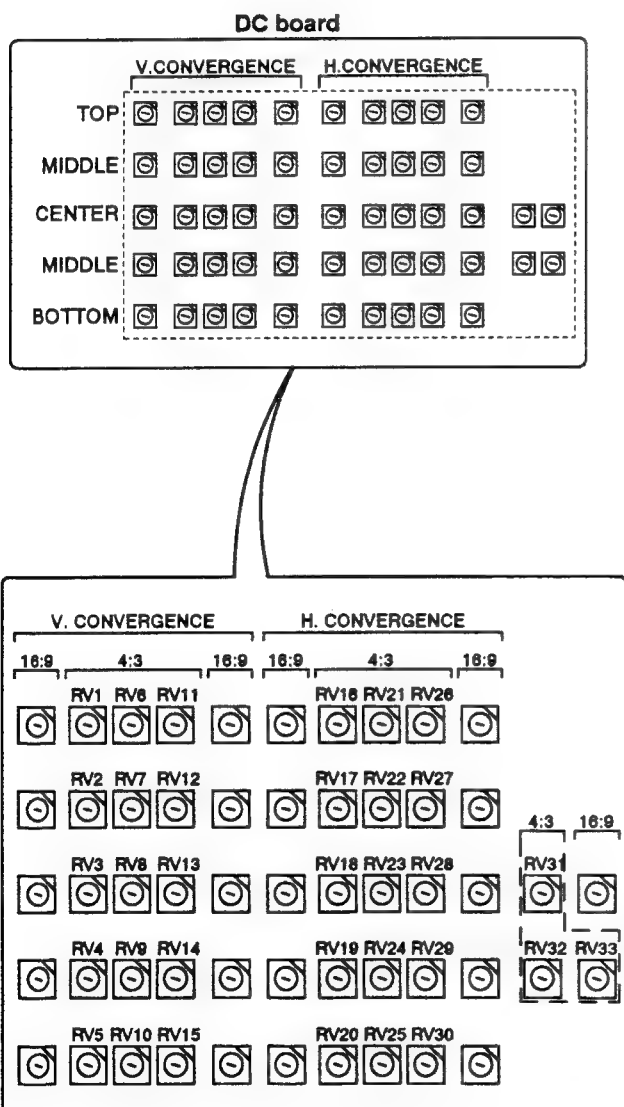 DC board
V.CONVERGENCE H.CONVERGENCE
TOP
MIDDLE
CENTER
MIDDLE
BOTTOM
V. CONVERGENCE H. CONVERGENCE
16:9 4:3 16:9 16:9 4:3 16:9
RV1 RV6 RV11 RV16 RV21 RV26
RV2 RV7 RV12 RV17 RV22 RV27
4:3 16:9
RV3 RV8 RV13 RV18 RV23 RV28 RV31
RV4 RV9 RV14 RV19 RV24 RV29 RV32 RV33
RV5 RV10 RV15 RV20 RV25 RV30